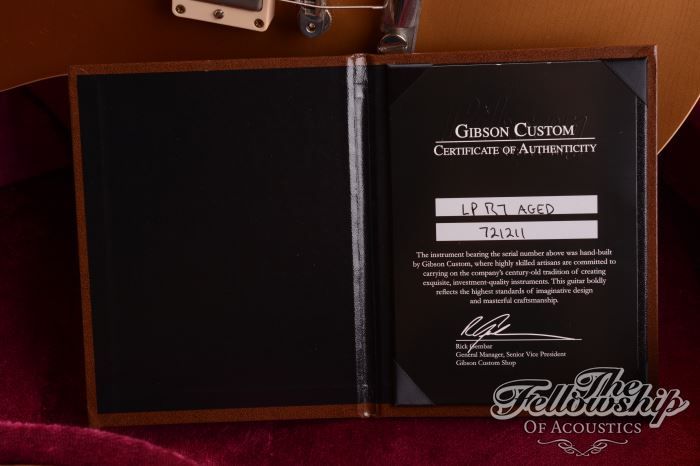 GIBSON CUSTOM
CERTIFICATE OF AUTHENTICITY
LP R7 AGED
721211
The instrument bearing the serial number above was hand-built
by Gibson Custom, where highly skilled artisans are committed to
carrying on the company's century-old tradition of creating
exquisite, investment-quality instruments. This guitar boldly
reflects the highest standards of imaginative design
and masterful craftsmanship.
Rick Gembar
General Manager, Senior Vice President
Gibson Custom Shop
The
Fellowship
OF ACOUSTICS